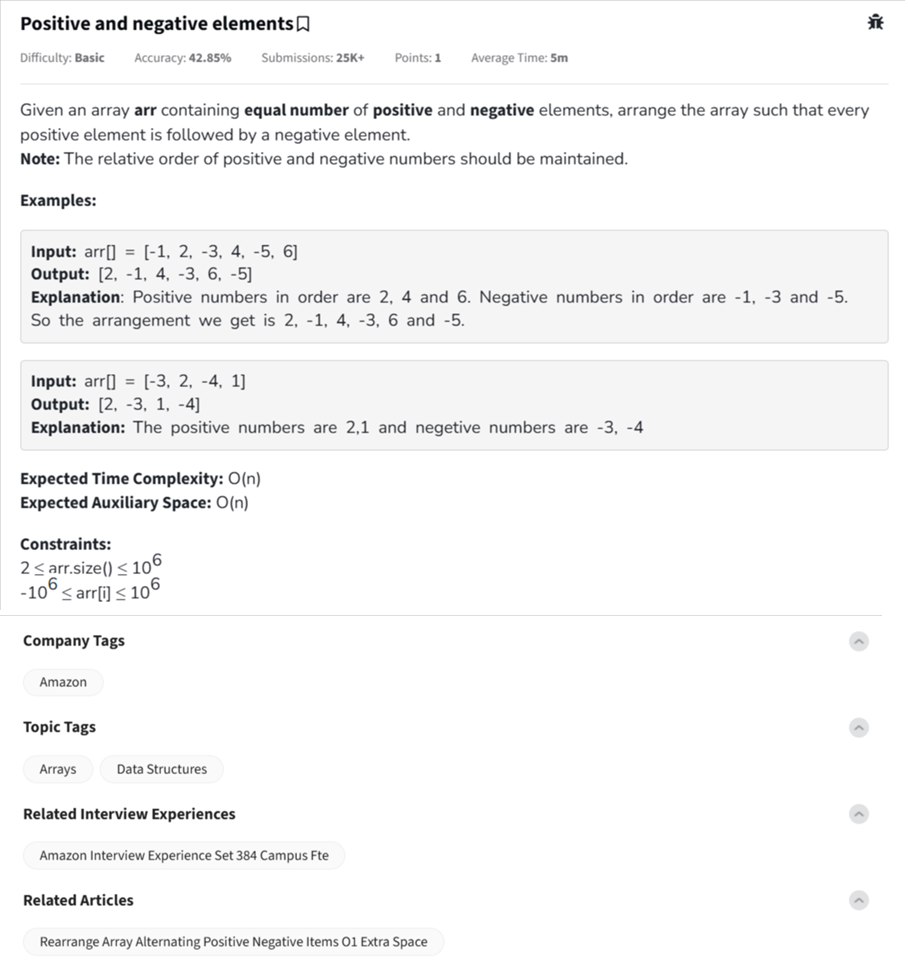 Positive and negative elements
Difficulty: Basic Accuracy: 42.85% Submissions: 25K+ Points: 1 Average Time: 5m
Given an array arr containing equal number of positive and negative elements, arrange the array such that every
positive element is followed by a negative element.
Note: The relative order of positive and negative numbers should be maintained.
Examples:
Input: arr[] = [-1, 2, -3, 4, -5, 6]
Output: [2, -1, 4, -3, 6, -5]
Explanation: Positive numbers in order are 2, 4 and 6. Negative numbers in order are -1, -3 and -5.
So the arrangement we get is 2, -1, 4, -3, 6 and -5.
Input: arr[] = [-3, 2, -4, 1]
Output: [2, -3, 1, -4]
Explanation: The positive numbers are 2,1 and negetive numbers are -3, -4
Expected Time Complexity: O(n)
Expected Auxiliary Space: O(n)
Constraints:
2 ≤ arr.size() ≤ 10^6
-10^6 ≤ arr[i] ≤ 10^6
Company Tags
Amazon
Topic Tags
Arrays Data Structures
Related Interview Experiences
Amazon Interview Experience Set 384 Campus Fte
Related Articles
Rearrange Array Alternating Positive Negative Items O1 Extra Space